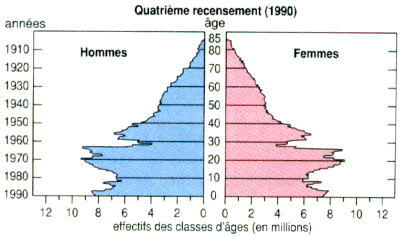 Quatrième recensement (1990)
années
âge
Hommes
Femmes
1910
1920
1930
1940
1950
1960
1970
1980
1990
85
80
70
60
50
40
30
20
10
0
12 10 8 6 4 2 0
0 2 4 6 8 10 12
effectifs des classes d'âges (en millions)